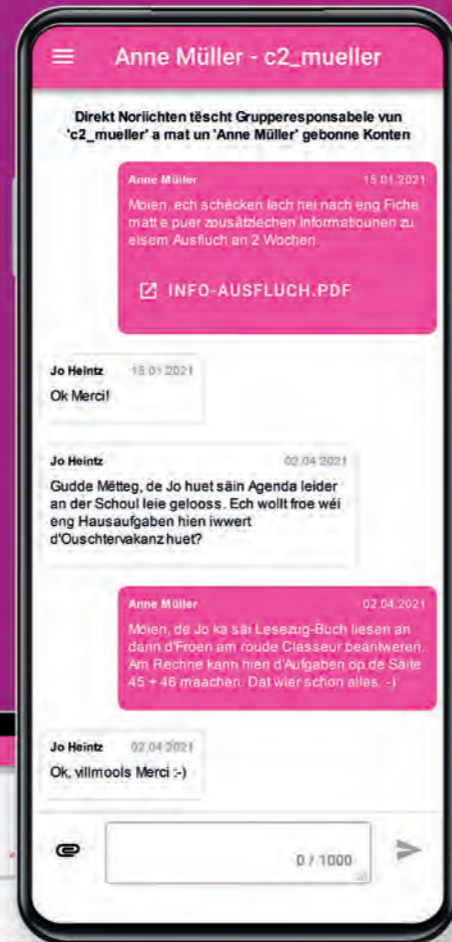 Anne Müller - c2_mueller
Direkt Noriichten tëscht Grupperesponsabele vun
'c2_mueller' a mat un 'Anne Müller' gebonne Konten
Anne Müller 15.01.2021
Moien, ech schécken Iech hei nach eng Fiche
matt e puer zousätzlechen Informatiounen zu
eisem Ausfluch an 2 Wochen.
INFO-AUSFLUCH.PDF
Jo Heintz 15.01.2021
Ok Merci!
Jo Heintz 02.04.2021
Gudde Mëtteg, de Jo huet säin Agenda leider
an der Schoul leie gelooss. Ech wollt froe wéi
eng Hausaufgaben hien iwwert
d'Ouschtervakanz huet?
Anne Müller 02.04.2021
Moien, de Jo ka säi Lesezug-Buch liesen an
dann d'Froen am roude Classeur beäntweren.
Am Rechne kann hien d'Aufgaben op de Säite
45 + 46 maachen. Dat wier schon alles. :-)
Jo Heintz 02.04.2021
Ok, villmools Merci :-)
0 / 1000